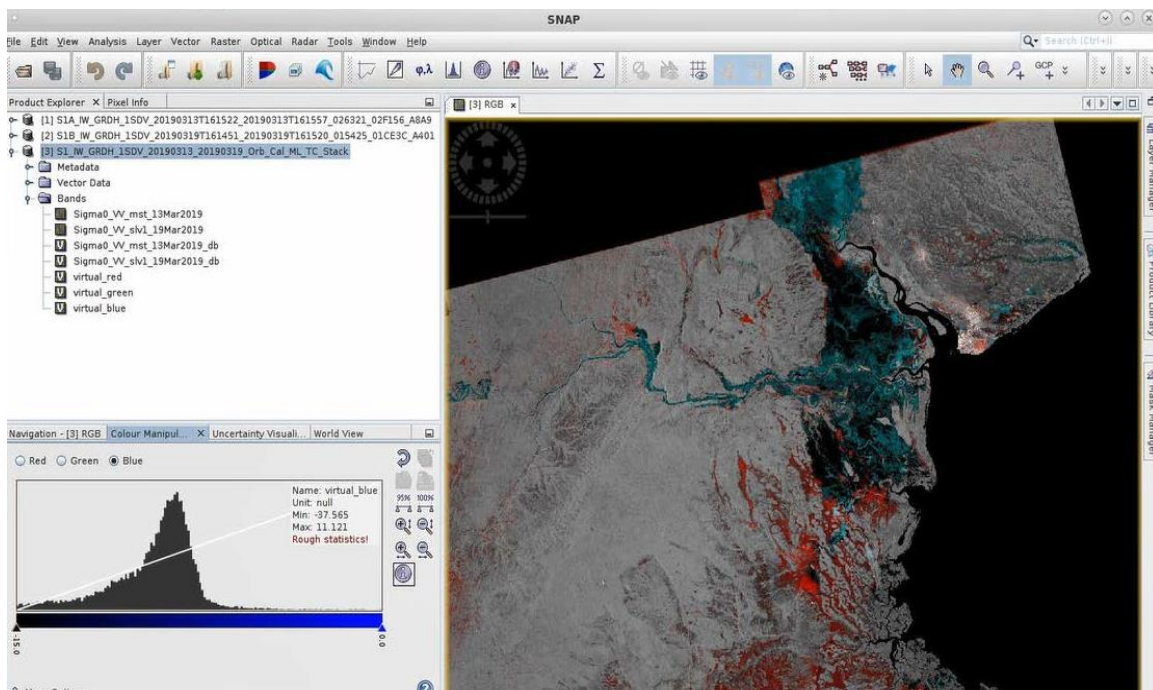 SNAP
File Edit View Analysis Layer Vector Raster Optical Radar Tools Window Help
Search (Ctrl+I)
φ,λ
Σ
GCP
Product Explorer Pixel Info
[3] RGB
[1] S1A_IW_GRDH_1SDV_20190313T161522_20190313T161557_026321_02F156_A8A9
[2] S1B_IW_GRDH_1SDV_20190319T161451_20190319T161520_015425_01CE3C_A401
[3] S1_IW_GRDH_1SDV_20190313_20190319_Orb_Cal_ML_TC_Stack
Metadata
Vector Data
Bands
Sigma0_VV_mst_13Mar2019
Sigma0_VV_slv1_19Mar2019
Sigma0_VV_mst_13Mar2019_db
Sigma0_VV_slv1_19Mar2019_db
virtual_red
virtual_green
virtual_blue
Layer Manager
Product Library
Mask Manager
Navigation - [3] RGB Colour Manipul... Uncertainty Visuali... World View
Red Green Blue
Name: virtual_blue
Unit: null
Min: -37.565
Max: 11.121
Rough statistics!
95% 100%
-15.0
0.0